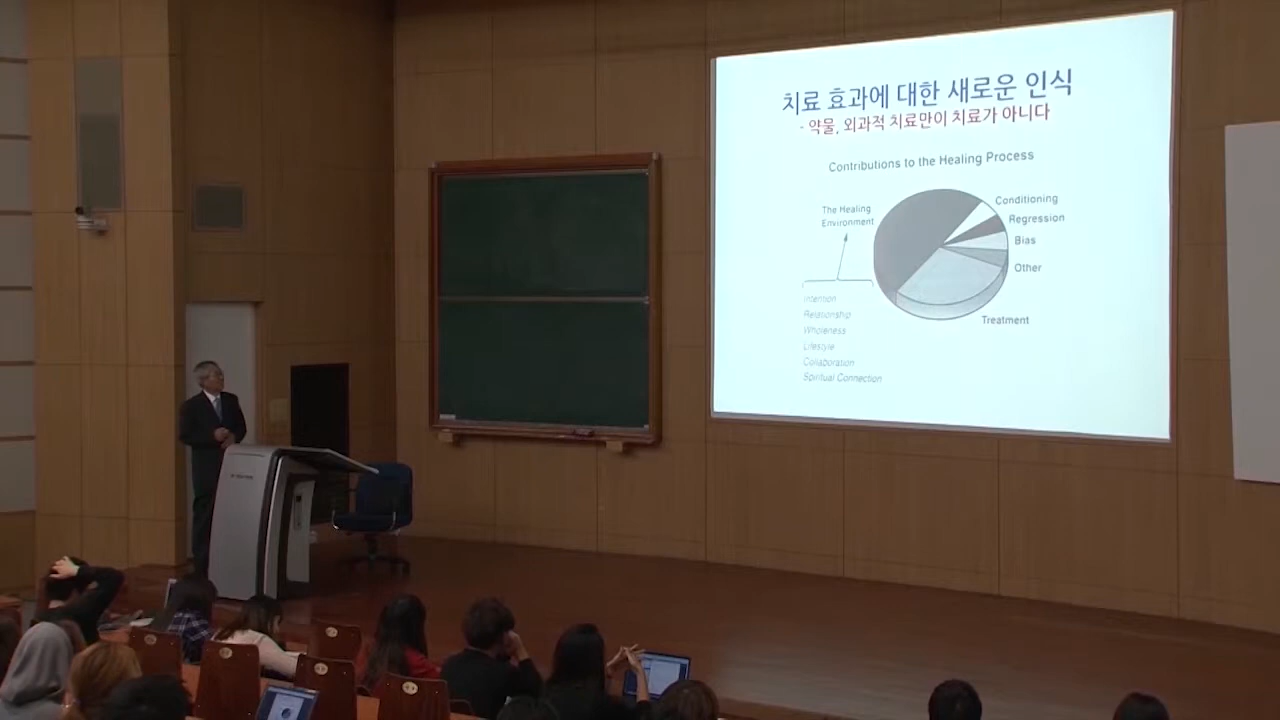 치료 효과에 대한 새로운 인식
- 약물, 외과적 치료만이 치료가 아니다
Contributions to the Healing Process
The Healing
Environment
Conditioning
Regression
Bias
Other
Treatment
Intention
Relationship
Wholeness
Lifestyle
Collaboration
Spiritual Connection